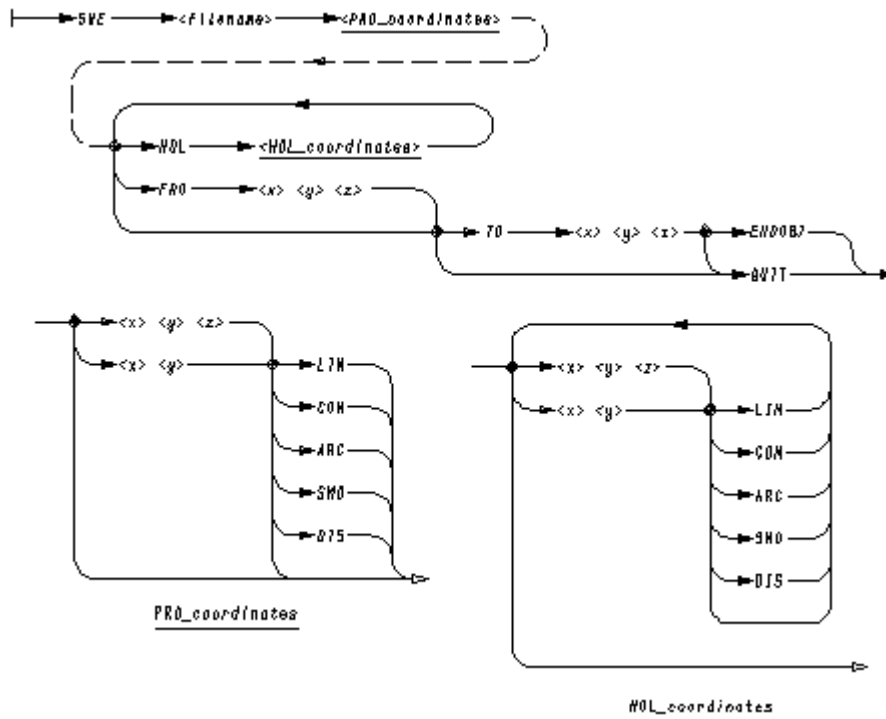 SWE <filename> <PRO_coordinates>
HOL <HOL_coordinates>
FRO <x> <y> <z>
TO <x> <y> <z> ENDOBJ
QUIT
<x> <y> <z>
<x> <y> LIN
CON
ARC
SMO
DIS
PRO_coordinates
<x> <y> <z>
<x> <y> LIN
CON
ARC
SMO
DIS
HOL_coordinates